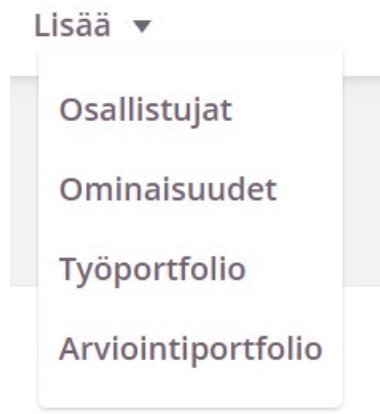 Lisää
Osallistujat
Ominaisuudet
Työportfolio
Arviointiportfolio